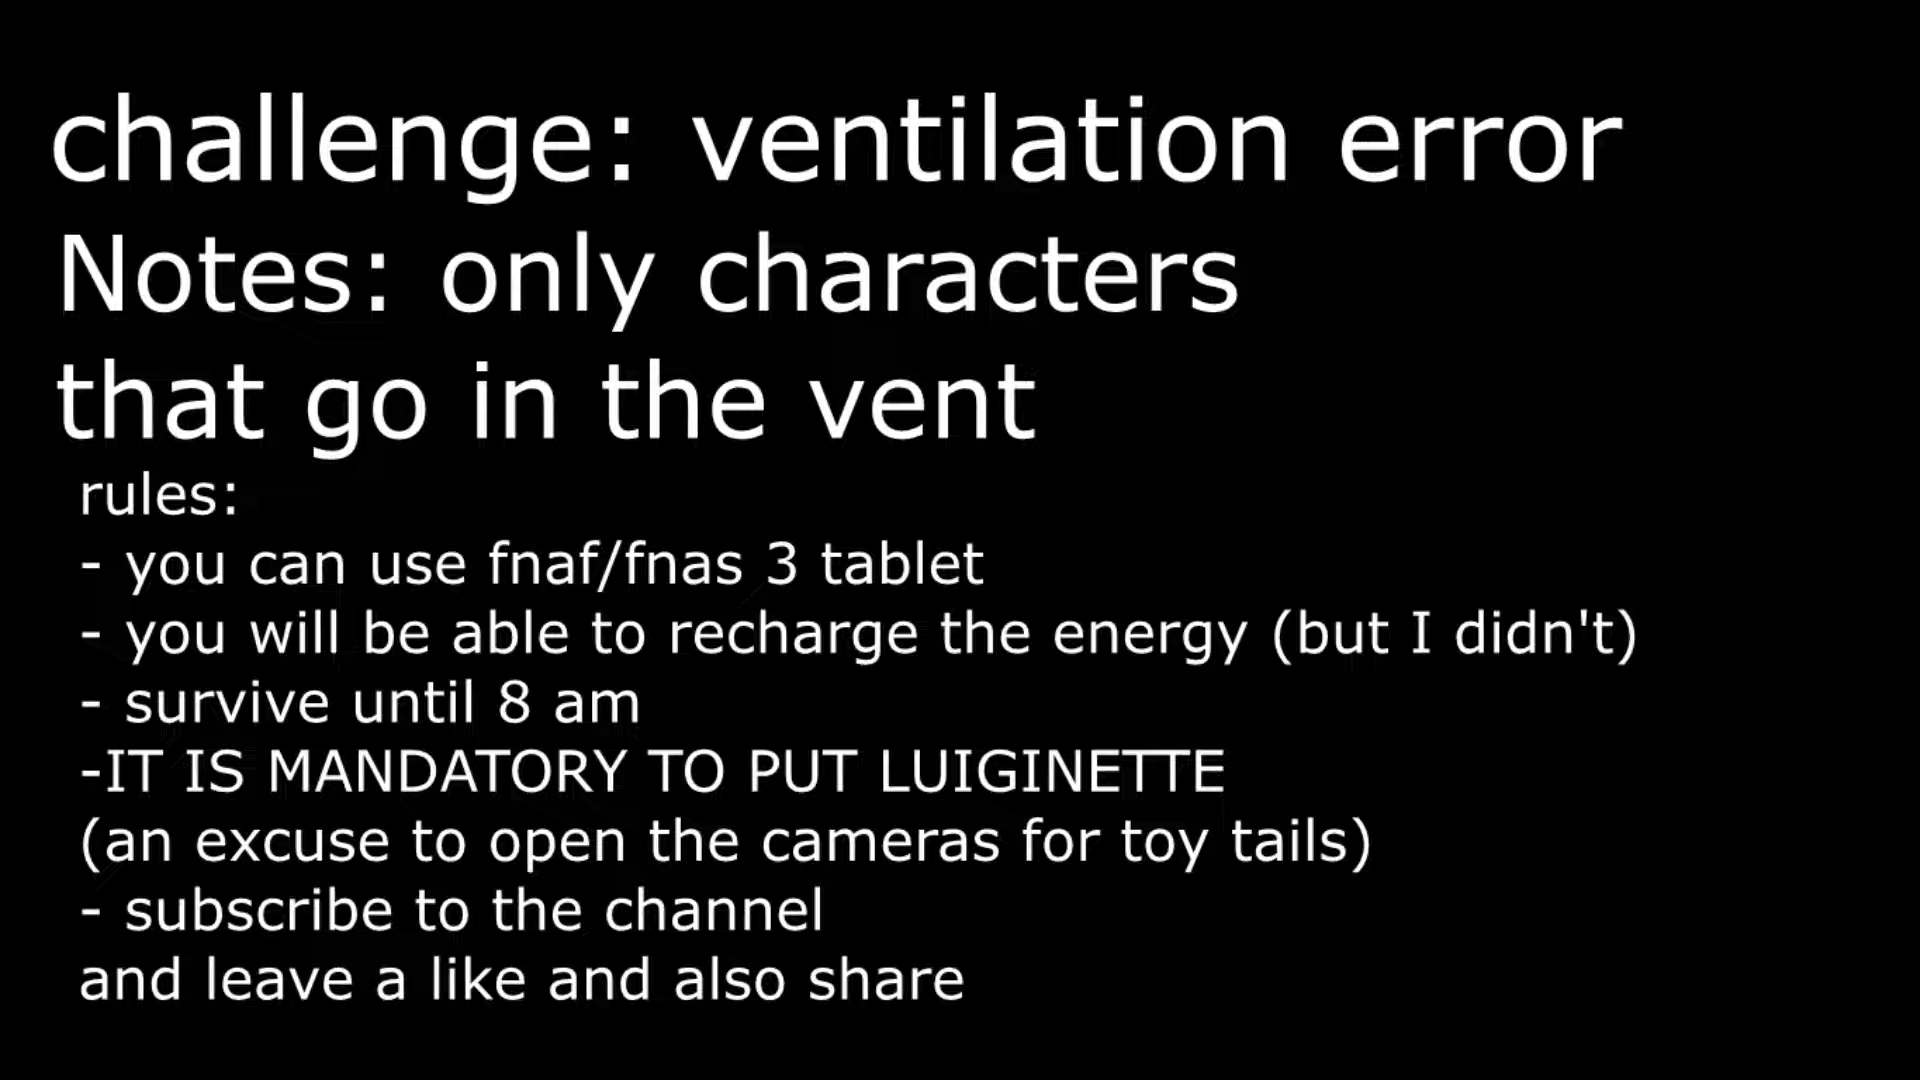 challenge: ventilation error
Notes: only characters
that go in the vent
rules:
- you can use fnaf/fnas 3 tablet
- you will be able to recharge the energy (but I didn't)
- survive until 8 am
-IT IS MANDATORY TO PUT LUIGINETTE
(an excuse to open the cameras for toy tails)
- subscribe to the channel
and leave a like and also share